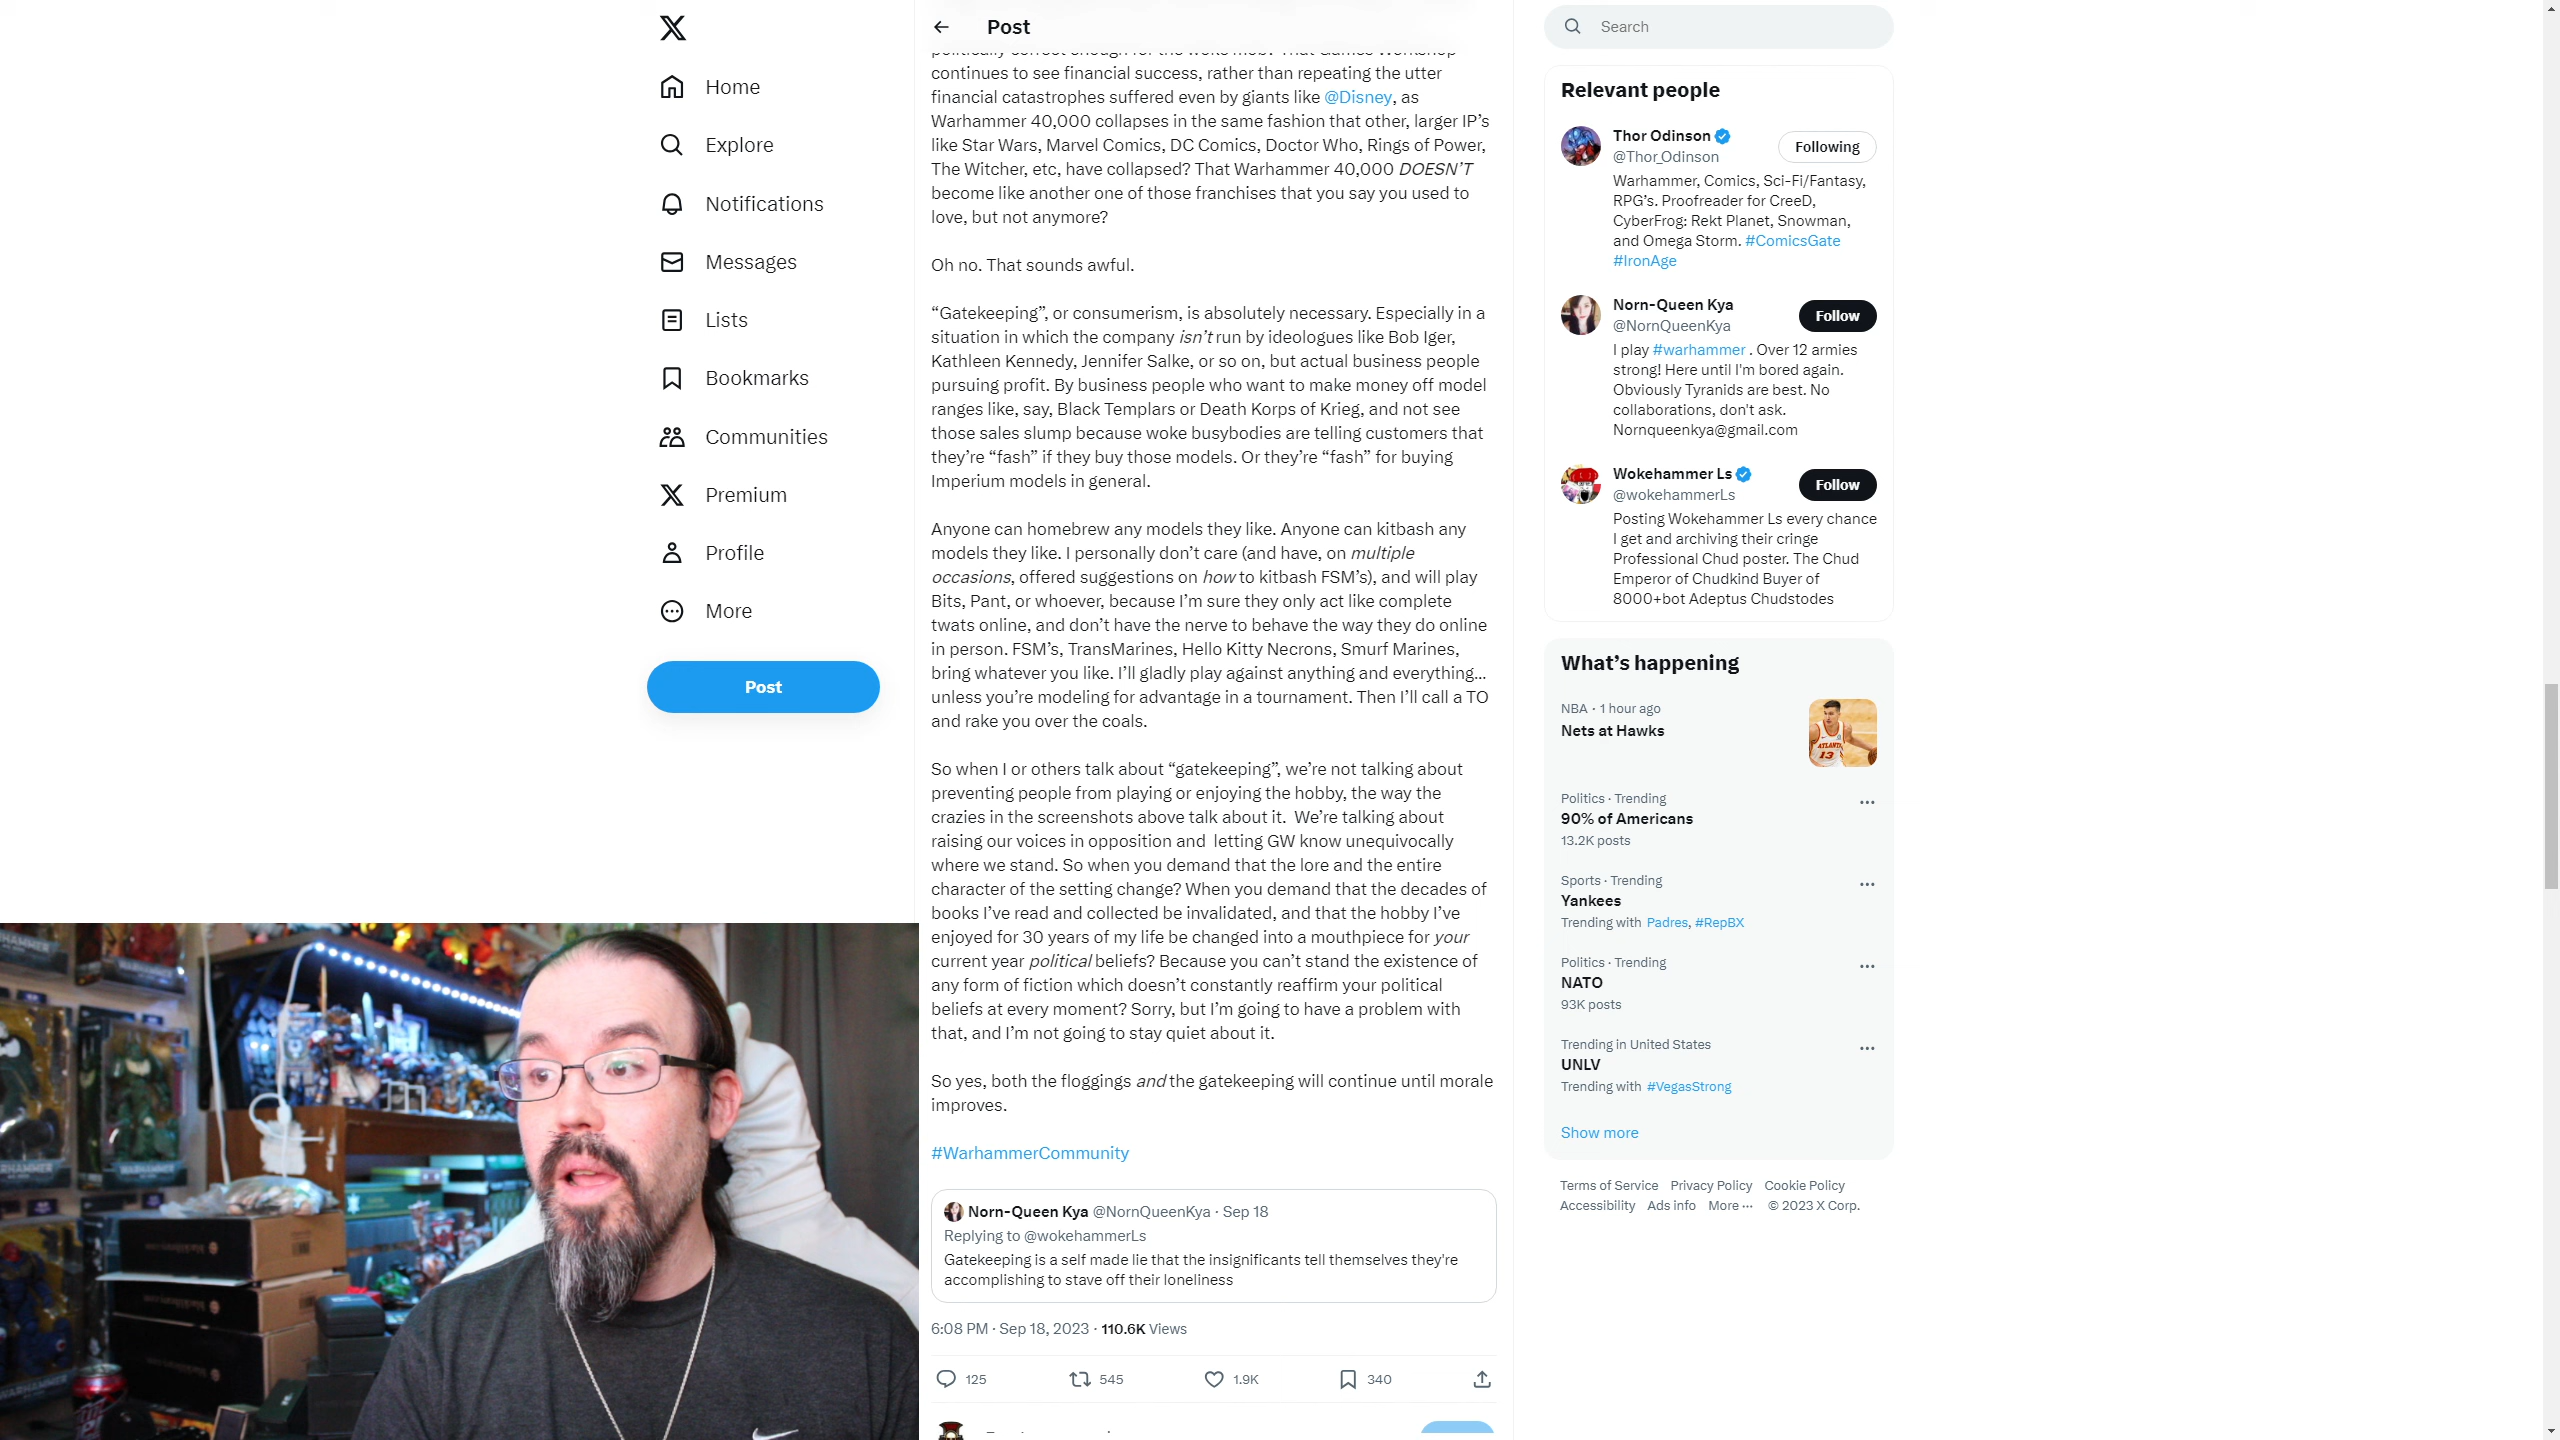 Home
Explore
Notifications
Messages
Lists
Bookmarks
Communities
Premium
Profile
More
Post
Post
politically correct enough for the woke mob? That Games Workshop
continues to see financial success, rather than repeating the utter
financial catastrophes suffered even by giants like @Disney, as
Warhammer 40,000 collapses in the same fashion that other, larger IP’s
like Star Wars, Marvel Comics, DC Comics, Doctor Who, Rings of Power,
The Witcher, etc, have collapsed? That Warhammer 40,000 DOESN’T
become like another one of those franchises that you say you used to
love, but not anymore?
Oh no. That sounds awful.
“Gatekeeping”, or consumerism, is absolutely necessary. Especially in a
situation in which the company isn’t run by ideologues like Bob Iger,
Kathleen Kennedy, Jennifer Salke, or so on, but actual business people
pursuing profit. By business people who want to make money off model
ranges like, say, Black Templars or Death Korps of Krieg, and not see
those sales slump because woke busybodies are telling customers that
they’re “fash” if they buy those models. Or they’re “fash” for buying
Imperium models in general.
Anyone can homebrew any models they like. Anyone can kitbash any
models they like. I personally don’t care (and have, on multiple
occasions, offered suggestions on how to kitbash FSM’s), and will play
Bits, Pant, or whoever, because I’m sure they only act like complete
twats online, and don’t have the nerve to behave the way they do online
in person. FSM’s, TransMarines, Hello Kitty Necrons, Smurf Marines,
bring whatever you like. I’ll gladly play against anything and everything...
unless you’re modeling for advantage in a tournament. Then I’ll call a TO
and rake you over the coals.
So when I or others talk about “gatekeeping”, we’re not talking about
preventing people from playing or enjoying the hobby, the way the
crazies in the screenshots above talk about it.  We’re talking about
raising our voices in opposition and  letting GW know unequivocally
where we stand. So when you demand that the lore and the entire
character of the setting change? When you demand that the decades of
books I’ve read and collected be invalidated, and that the hobby I’ve
enjoyed for 30 years of my life be changed into a mouthpiece for your
current year political beliefs? Because you can’t stand the existence of
any form of fiction which doesn’t constantly reaffirm your political
beliefs at every moment? Sorry, but I’m going to have a problem with
that, and I’m not going to stay quiet about it.
So yes, both the floggings and the gatekeeping will continue until morale
improves.
#WarhammerCommunity
Norn-Queen Kya @NornQueenKya · Sep 18
Replying to @wokehammerLs
Gatekeeping is a self made lie that the insignificants tell themselves they're
accomplishing to stave off their loneliness
6:08 PM · Sep 18, 2023 · 110.6K Views
125 545 1.9K 340
Search
Relevant people
Thor Odinson
@Thor_Odinson
Following
Warhammer, Comics, Sci-Fi/Fantasy,
RPG’s. Proofreader for CreeD,
CyberFrog: Rekt Planet, Snowman,
and Omega Storm. #ComicsGate
#IronAge
Norn-Queen Kya
@NornQueenKya
Follow
I play #warhammer . Over 12 armies
strong! Here until I'm bored again.
Obviously Tyranids are best. No
collaborations, don't ask.
Nornqueenkya@gmail.com
Wokehammer Ls
@wokehammerLs
Follow
Posting Wokehammer Ls every chance
I get and archiving their cringe
Professional Chud poster. The Chud
Emperor of Chudkind Buyer of
8000+bot Adeptus Chudstodes
What’s happening
NBA · 1 hour ago
Nets at Hawks
ATLANTA
13
Politics · Trending
90% of Americans
13.2K posts
Sports · Trending
Yankees
Trending with Padres, #RepBX
Politics · Trending
NATO
93K posts
Trending in United States
UNLV
Trending with #VegasStrong
Show more
Terms of Service Privacy Policy Cookie Policy
Accessibility Ads info More ··· © 2023 X Corp.
WARHAMMER
WARHAMMER